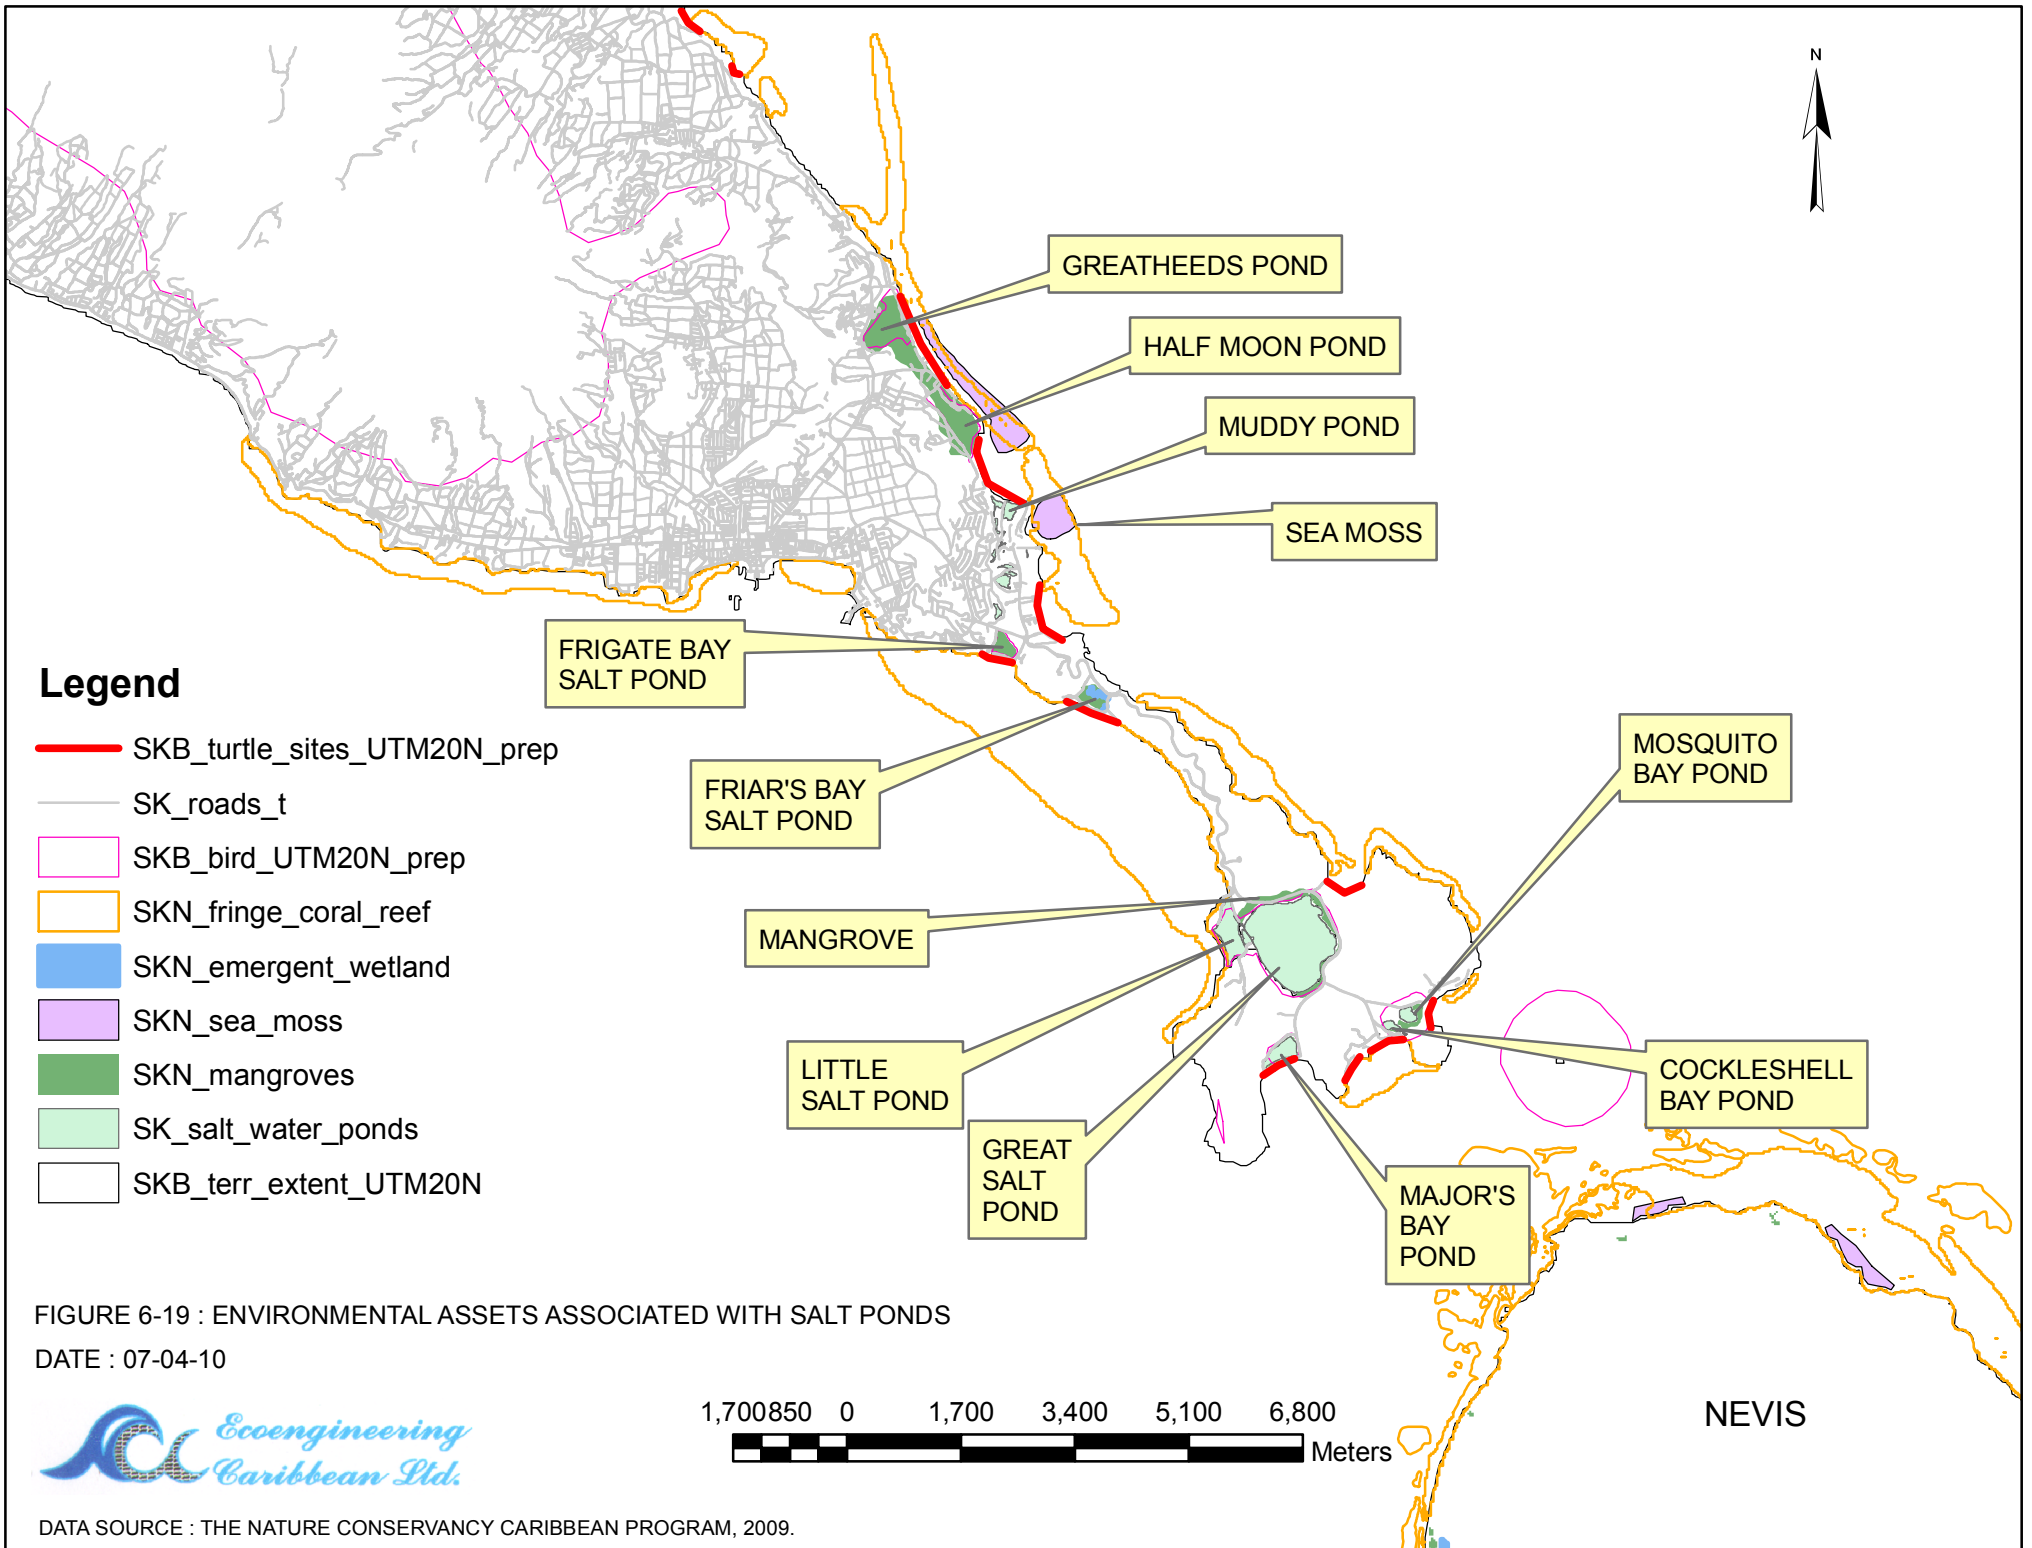 N
GREATHEEDS POND
HALF MOON POND
MUDDY POND
SEA MOSS
FRIGATE BAY
SALT POND
FRIAR'S BAY
SALT POND
MOSQUITO
BAY POND
MANGROVE
LITTLE
SALT POND
GREAT
SALT
POND
COCKLESHELL
BAY POND
MAJOR'S
BAY
POND
NEVIS
Legend
SKB_turtle_sites_UTM20N_prep
SK_roads_t
SKB_bird_UTM20N_prep
SKN_fringe_coral_reef
SKN_emergent_wetland
SKN_sea_moss
SKN_mangroves
SK_salt_water_ponds
SKB_terr_extent_UTM20N
FIGURE 6-19 : ENVIRONMENTAL ASSETS ASSOCIATED WITH SALT PONDS
DATE : 07-04-10
Ecoengineering
Caribbean Ltd.
1,700850 0 1,700 3,400 5,100 6,800
Meters
DATA SOURCE : THE NATURE CONSERVANCY CARIBBEAN PROGRAM, 2009.